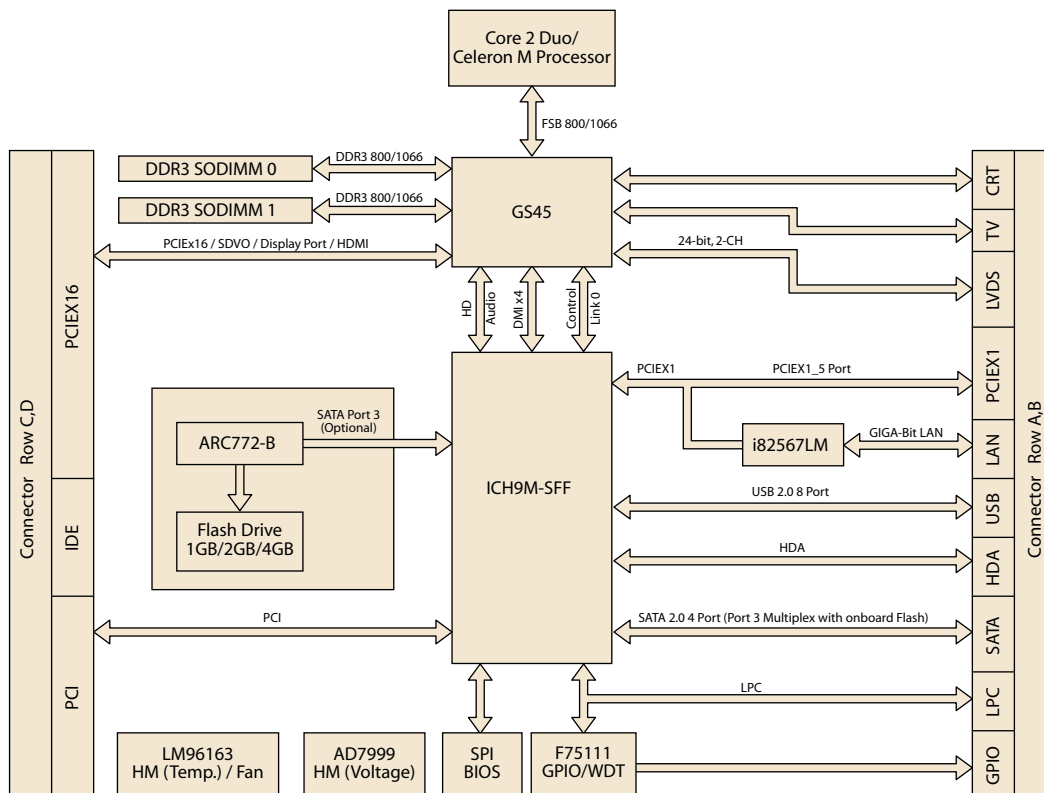 Core 2 Duo/
Celeron M Processor
FSB 800/1066
DDR3 SODIMM 0
DDR3 800/1066
DDR3 SODIMM 1
DDR3 800/1066
PCIEx16 / SDVO / Display Port / HDMI
GS45
24-bit, 2-CH
HD
Audio
DMI x4
Control
Link 0
Connector Row C,D
PCIEX16
IDE
PCI
ARC772-B
SATA Port 3
(Optional)
Flash Drive
1GB/2GB/4GB
ICH9M-SFF
PCI
PCIEX1
PCIEX1_5 Port
i82567LM
GIGA-Bit LAN
USB 2.0 8 Port
HDA
SATA 2.0 4 Port (Port 3 Multiplex with onboard Flash)
LPC
LM96163
HM (Temp.) / Fan
AD7999
HM (Voltage)
SPI
BIOS
F75111
GPIO/WDT
CRT
TV
LVDS
PCIEX1
LAN
USB
HDA
SATA
LPC
GPIO
Connector Row A,B